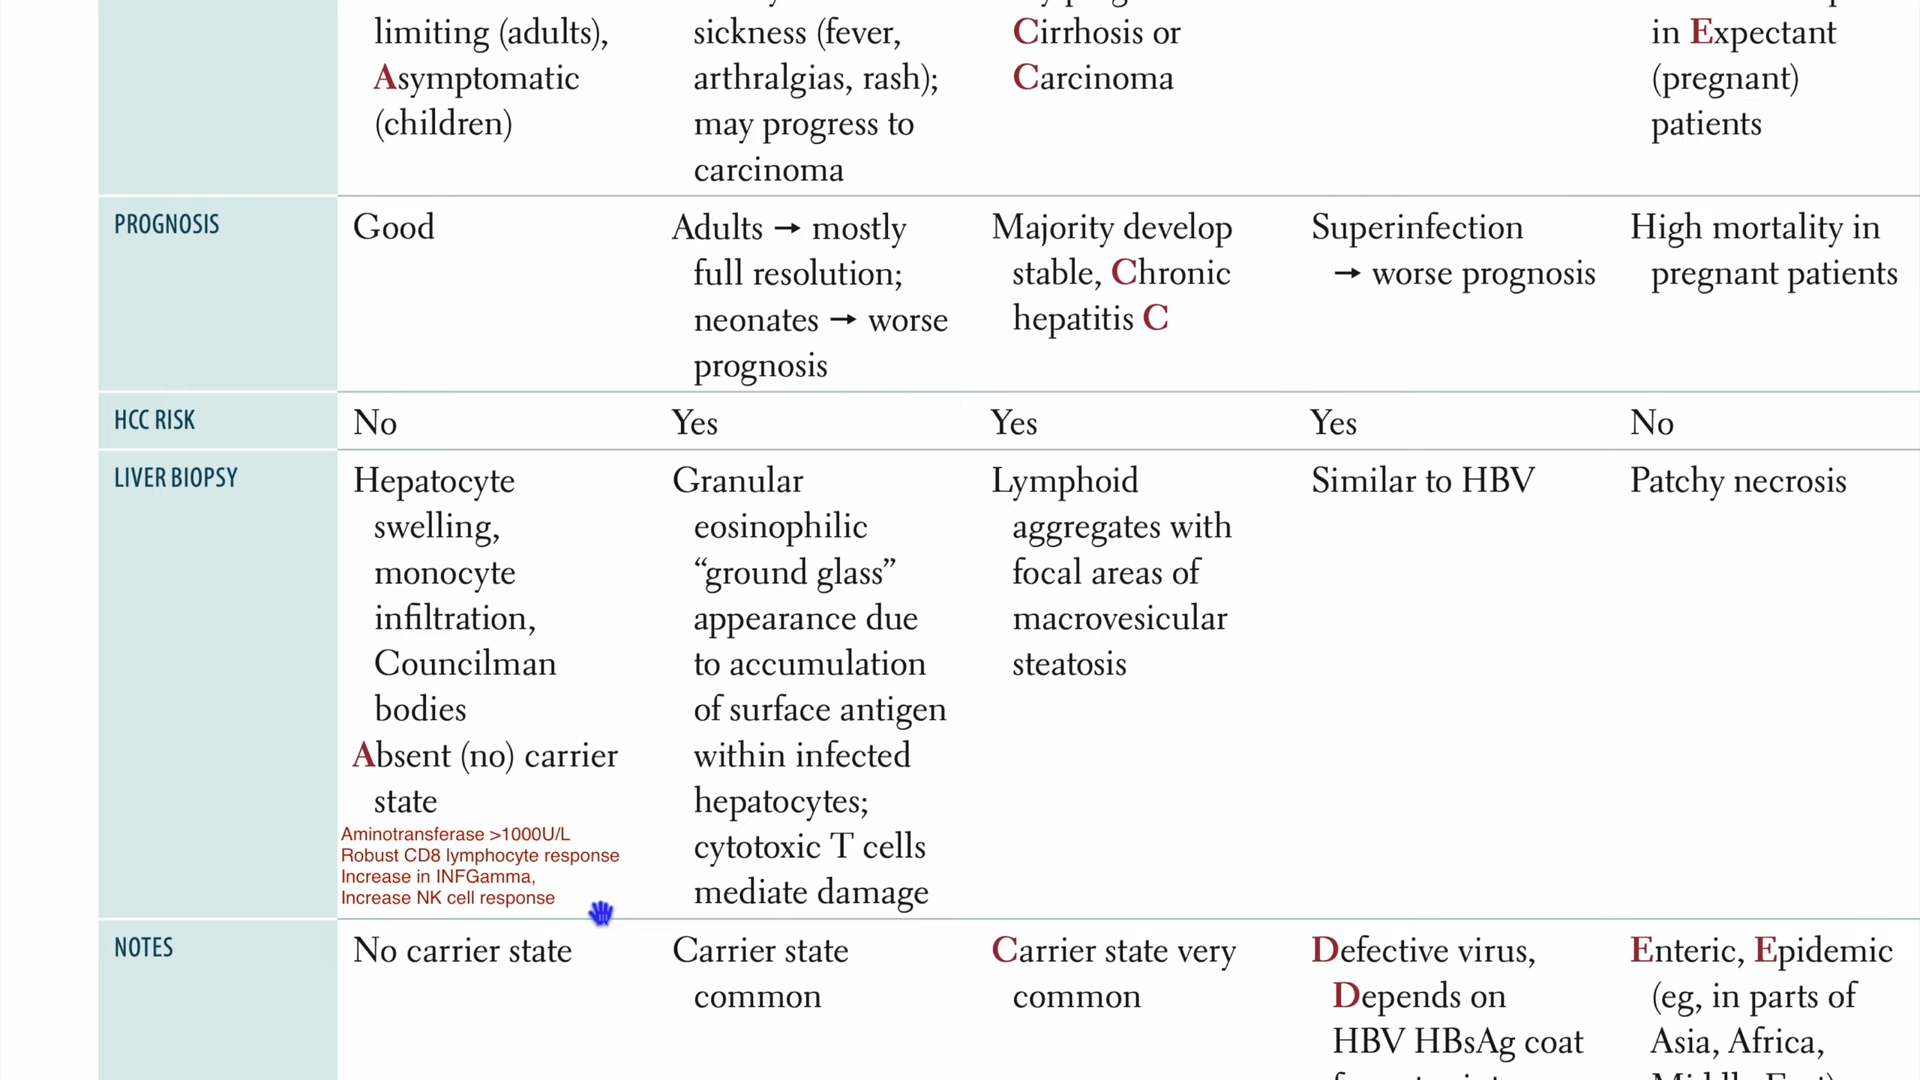 limiting (adults),
Asymptomatic
(children)
sickness (fever,
arthralgias, rash);
may progress to
carcinoma
Cirrhosis or
Carcinoma
in Expectant
(pregnant)
patients
PROGNOSIS
Good
Adults → mostly
full resolution;
neonates → worse
prognosis
Majority develop
stable, Chronic
hepatitis C
Superinfection
→ worse prognosis
High mortality in
pregnant patients
HCC RISK
No
Yes
Yes
Yes
No
LIVER BIOPSY
Hepatocyte
swelling,
monocyte
infiltration,
Councilman
bodies
Absent (no) carrier
state
Aminotransferase >1000U/L
Robust CD8 lymphocyte response
Increase in INFGamma,
Increase NK cell response
Granular
eosinophilic
“ground glass”
appearance due
to accumulation
of surface antigen
within infected
hepatocytes;
cytotoxic T cells
mediate damage
Lymphoid
aggregates with
focal areas of
macrovesicular
steatosis
Similar to HBV
Patchy necrosis
NOTES
No carrier state
Carrier state
common
Carrier state very
common
Defective virus,
Depends on
HBV HBsAg coat
Enteric, Epidemic
(eg, in parts of
Asia, Africa,